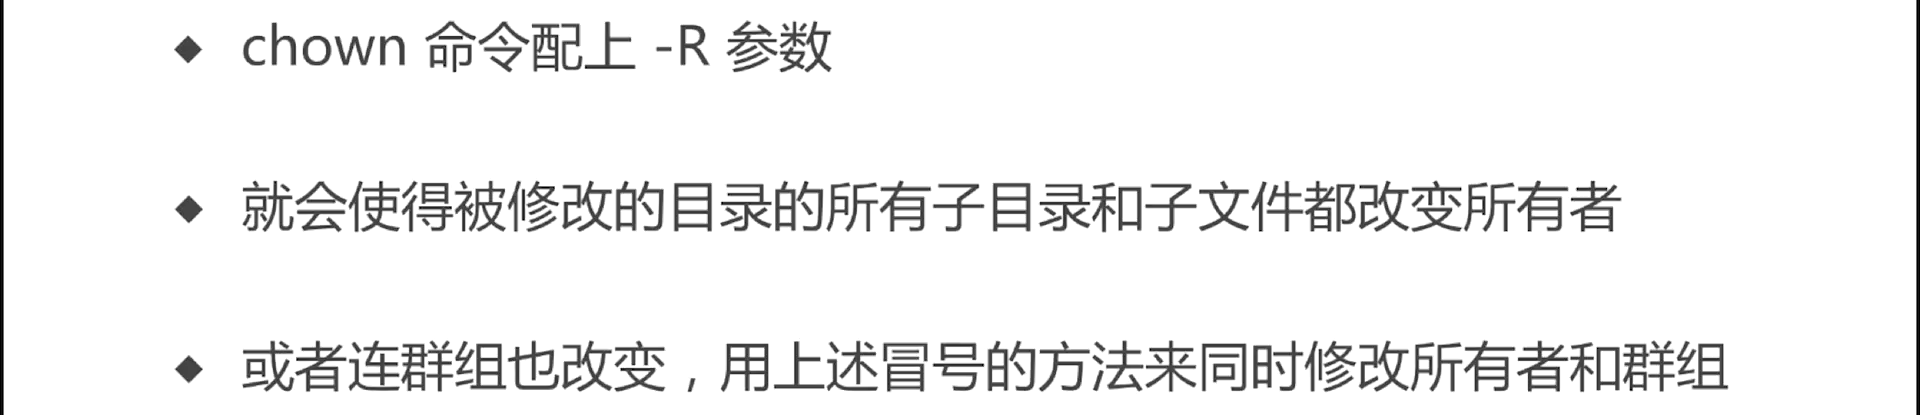 ◆ chown 命令配上 -R 参数
◆ 就会使得被修改的目录的所有子目录和子文件都改变所有者
◆ 或者连群组也改变，用上述冒号的方法来同时修改所有者和群组